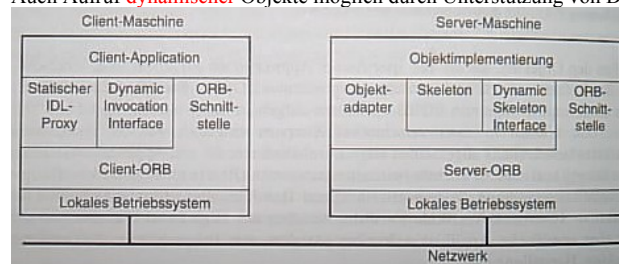 Auch Aufruf dynamischer Objekte möglich durch Unterstützung von D
Client-Maschine
Client-Application
Statischer
IDL-
Proxy
Dynamic
Invocation
Interface
ORB-
Schnitt-
stelle
Client-ORB
Lokales Betriebssystem
Server-Maschine
Objektimplementierung
Objekt-
adapter
Skeleton
Dynamic
Skeleton
Interface
ORB-
Schnitt-
stelle
Server-ORB
Lokales Betriebssystem
Netzwerk